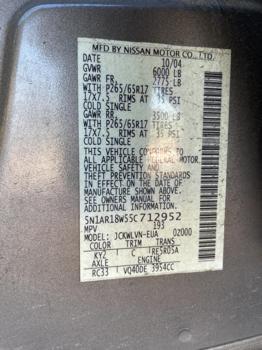 MFD BY NISSAN MOTOR CO., LTD.
DATE 10/04
GVWR 6000 LB
GAWR FR. 2775 LB
WITH P265/65R17 TIRES
17X7.5 RIMS AT 35 PSI
COLD SINGLE
GAWR RR. 3500 LB
WITH P265/65R17 TIRES
17X7.5 RIMS AT 35 PSI
COLD SINGLE
THIS VEHICLE CONFORMS TO ALL
APPLICABLE FEDERAL MOTOR
VEHICLE SAFETY AND
THEFT PREVENTION STANDARDS
IN EFFECT ON THE DATE OF
MANUFACTURE SHOWN ABOVE.
SEE OWNERS MANUAL FOR
ADDITIONAL INFORMATION.
5N1AR18W55C712952
MPV 193
MODEL JCKWLVN-EUA 02000
COLOR TRIM TRANS
KY2 C RE5R05A
AXLE ENGINE
RC33 VQ40DE 3954CC